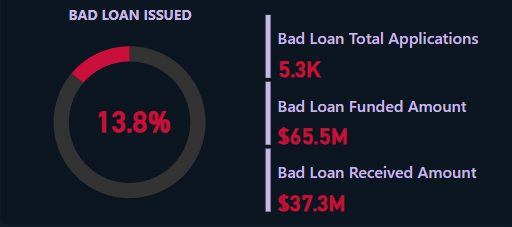 BAD LOAN ISSUED
13.8%
Bad Loan Total Applications
5.3K
Bad Loan Funded Amount
$65.5M
Bad Loan Received Amount
$37.3M